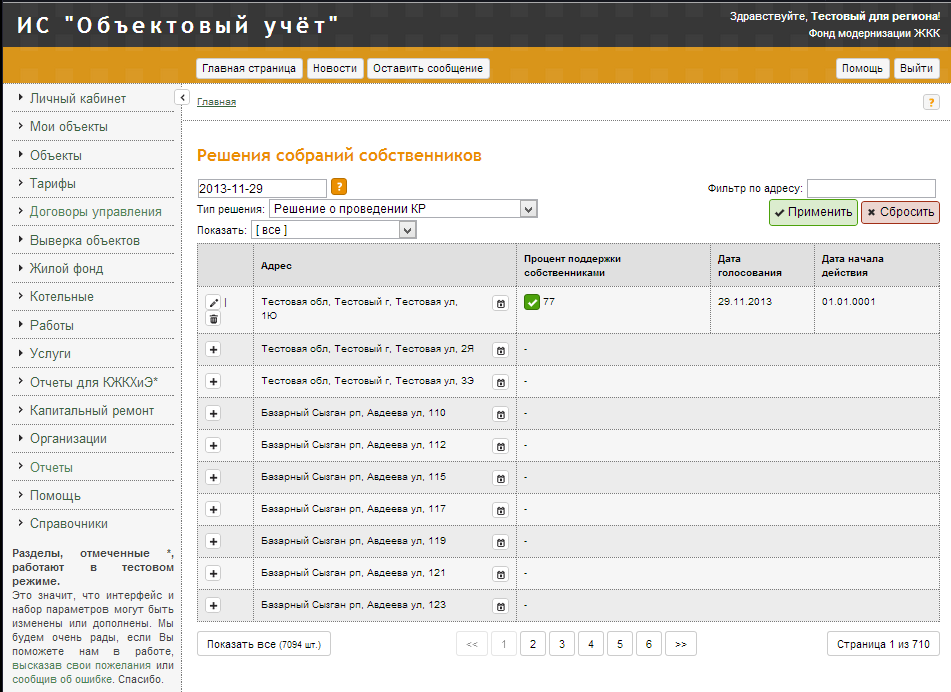 ИС "Объектовый учёт"
Здравствуйте, Тестовый для региона!
Фонд модернизации ЖКК
Главная страница Новости Оставить сообщение Помощь Выйти
Личный кабинет
Мои объекты
Объекты
Тарифы
Договоры управления
Выверка объектов
Жилой фонд
Котельные
Работы
Услуги
Отчеты для КЖКХиЭ*
Капитальный ремонт
Организации
Отчеты
Помощь
Справочники
Разделы, отмеченные *,
работают в тестовом
режиме.
Это значит, что интерфейс и
набор параметров могут быть
изменены или дополнены. Мы
будем очень рады, если Вы
поможете нам в работе,
высказав свои пожелания или
сообщив об ошибке. Спасибо.
Главная ?
Решения собраний собственников
2013-11-29 ? Фильтр по адресу:
Тип решения: Решение о проведении КР Применить Сбросить
Показать: [ все ]
Адрес Процент поддержки собственниками Дата голосования Дата начала действия
Тестовая обл, Тестовый г, Тестовая ул, 77 29.11.2013 01.01.0001
1Ю
Тестовая обл, Тестовый г, Тестовая ул, 2Я -
Тестовая обл, Тестовый г, Тестовая ул, 3Э -
Базарный Сызган рп, Авдеева ул, 110 -
Базарный Сызган рп, Авдеева ул, 112 -
Базарный Сызган рп, Авдеева ул, 115 -
Базарный Сызган рп, Авдеева ул, 117 -
Базарный Сызган рп, Авдеева ул, 119 -
Базарный Сызган рп, Авдеева ул, 121 -
Базарный Сызган рп, Авдеева ул, 123 -
Показать все (7094 шт.) << 1 2 3 4 5 6 >> Страница 1 из 710